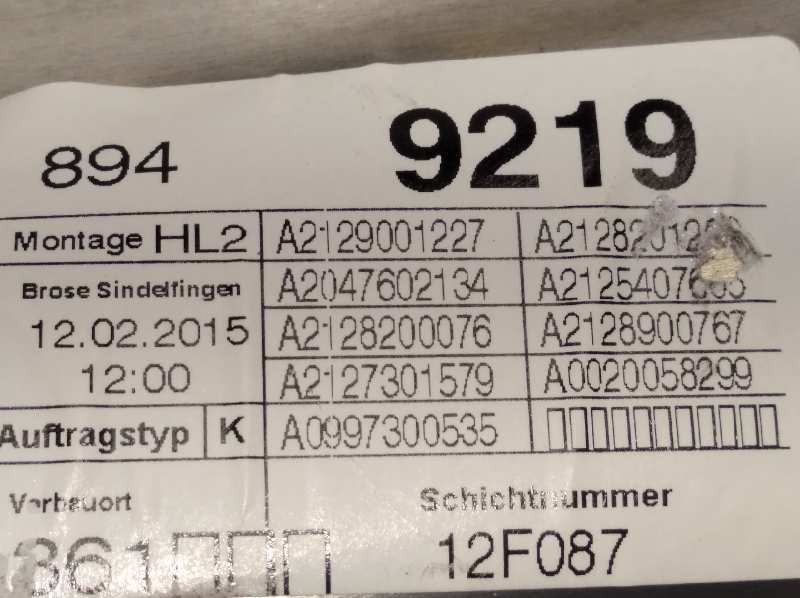 894 9219
Montage HL2 A2129001227
Brose Sindelfingen A2047602134
12.02.2015 A2128200076 A2128900767
12:00 A2127301579 A0020058299
Auftragstyp K A0997300535
Verbauort Schichtnummer
361 12F087